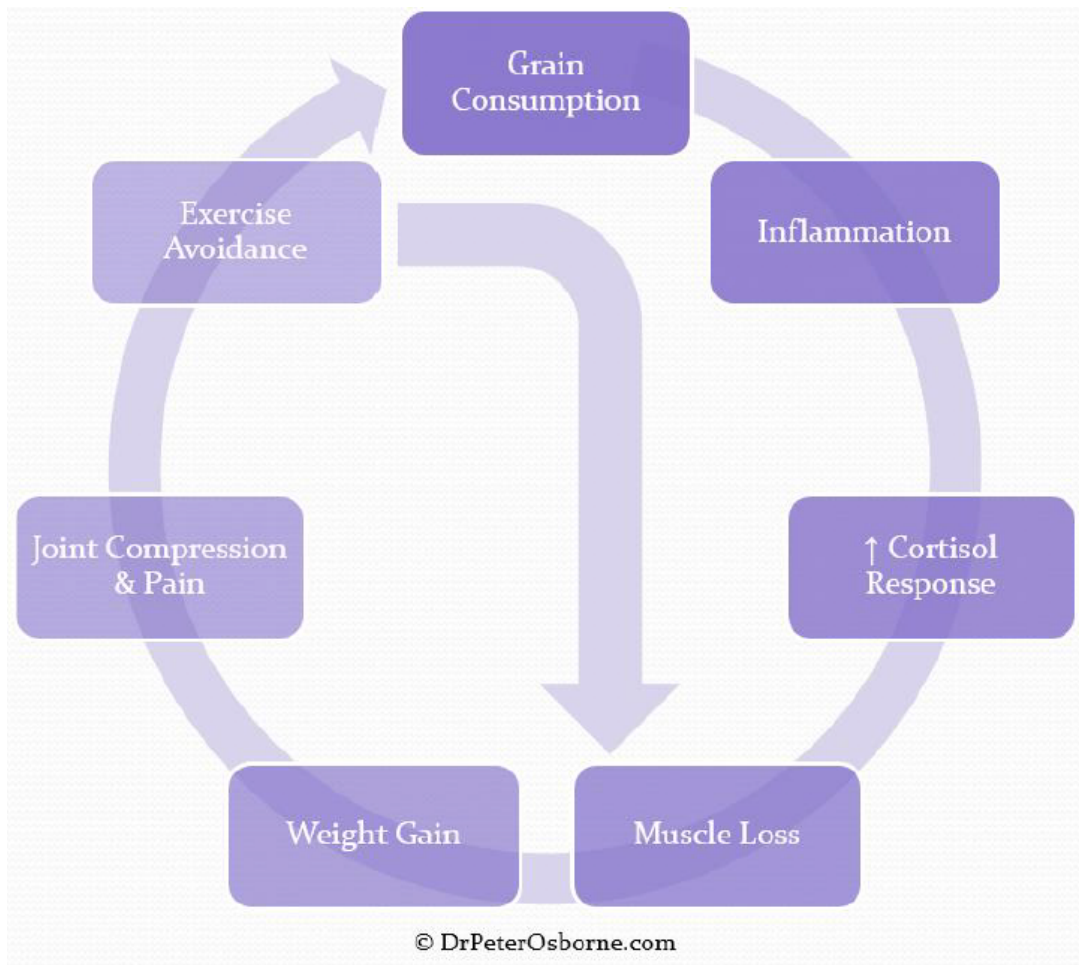 Grain
Consumption
Inflammation
↑ Cortisol
Response
Muscle Loss
Weight Gain
Joint Compression
& Pain
Exercise
Avoidance
© DrPeterOsborne.com